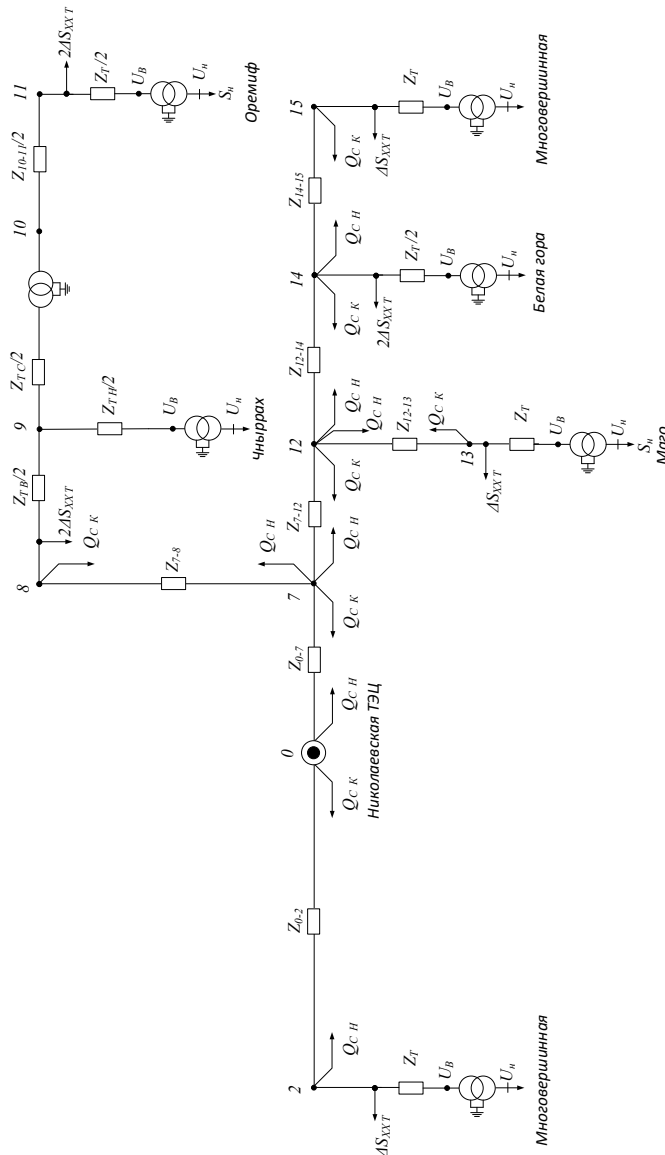 11
2ΔS_XXT
Z_T/2
U_B
U_н
S_н
Оремиф
Z_10-11/2
10
Z_TC/2
9
Z_TH/2
U_B
U_н
Чныррах
Z_TB/2
2ΔS_XXT
Q_C К
8
Z_7-8
Q_C Н
7
Q_C Н
Q_C К
Z_7-12
12
Q_C Н
Q_C Н
Q_C К
Z_12-13
Q_C К
13
ΔS_XXT
Z_T
U_B
U_н
S_н
Маго
Z_12-14
14
Q_C Н
Q_C К
2ΔS_XXT
Z_T/2
U_B
U_н
Белая гора
Z_14-15
15
Q_C К
ΔS_XXT
Z_T
U_B
U_н
Многовершинная
Z_0-7
0
Q_C Н
Q_C К
Николаевская ТЭЦ
Z_0-2
2
Q_C Н
ΔS_XXT
Z_T
U_B
U_н
Многовершинная